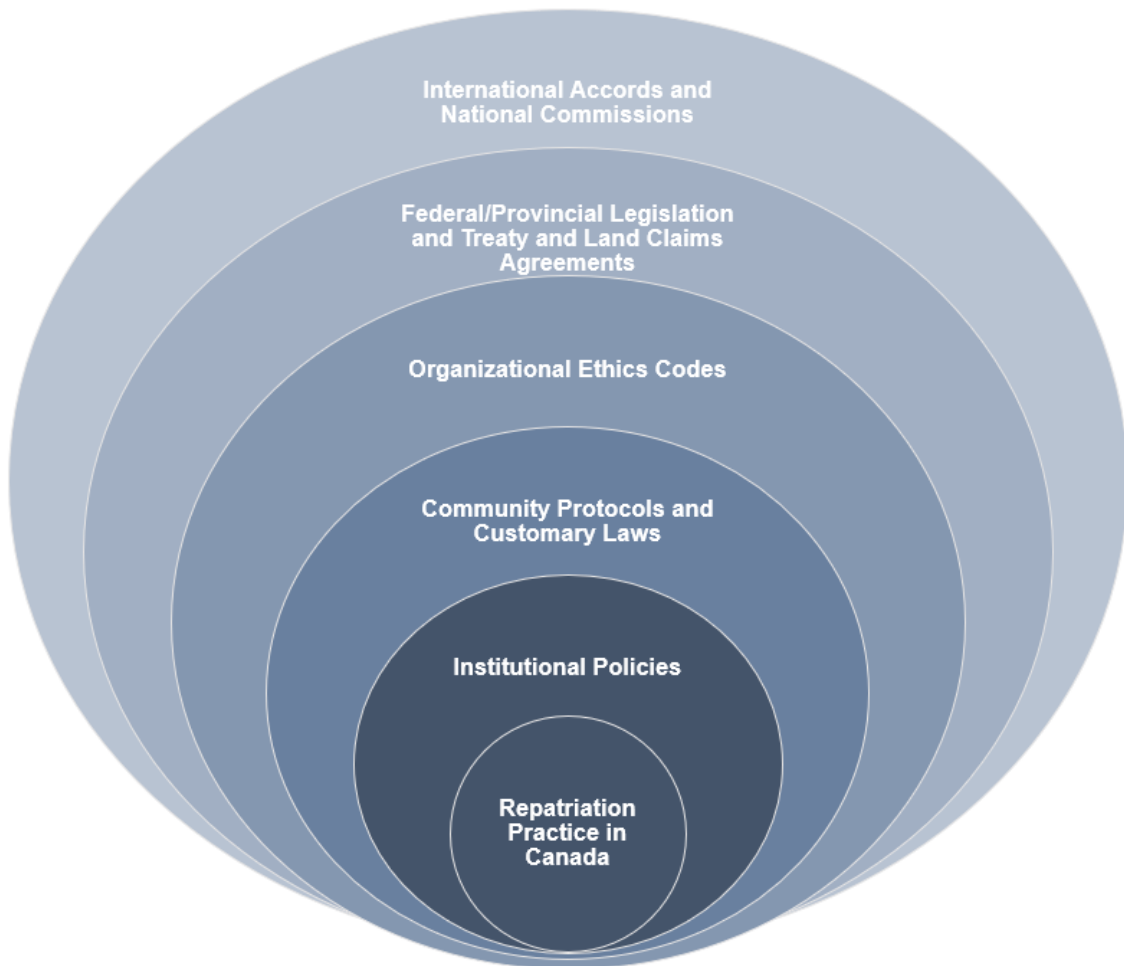 International Accords and
National Commissions
Federal/Provincial Legislation
and Treaty and Land Claims
Agreements
Organizational Ethics Codes
Community Protocols and
Customary Laws
Institutional Policies
Repatriation
Practice in
Canada